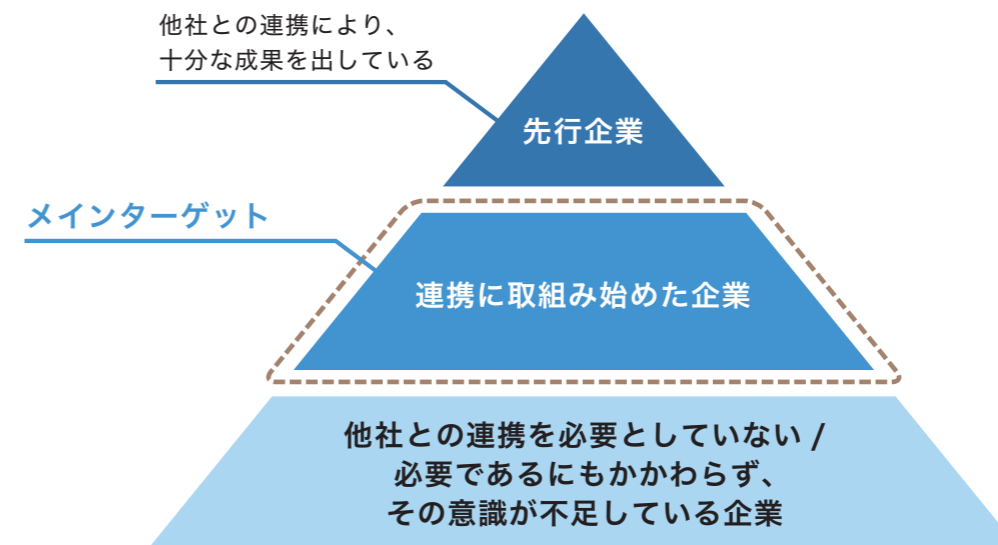 他社との連携により、
十分な成果を出している
先行企業
メインターゲット
連携に取組み始めた企業
他社との連携を必要としていない /
必要であるにもかかわらず、
その意識が不足している企業